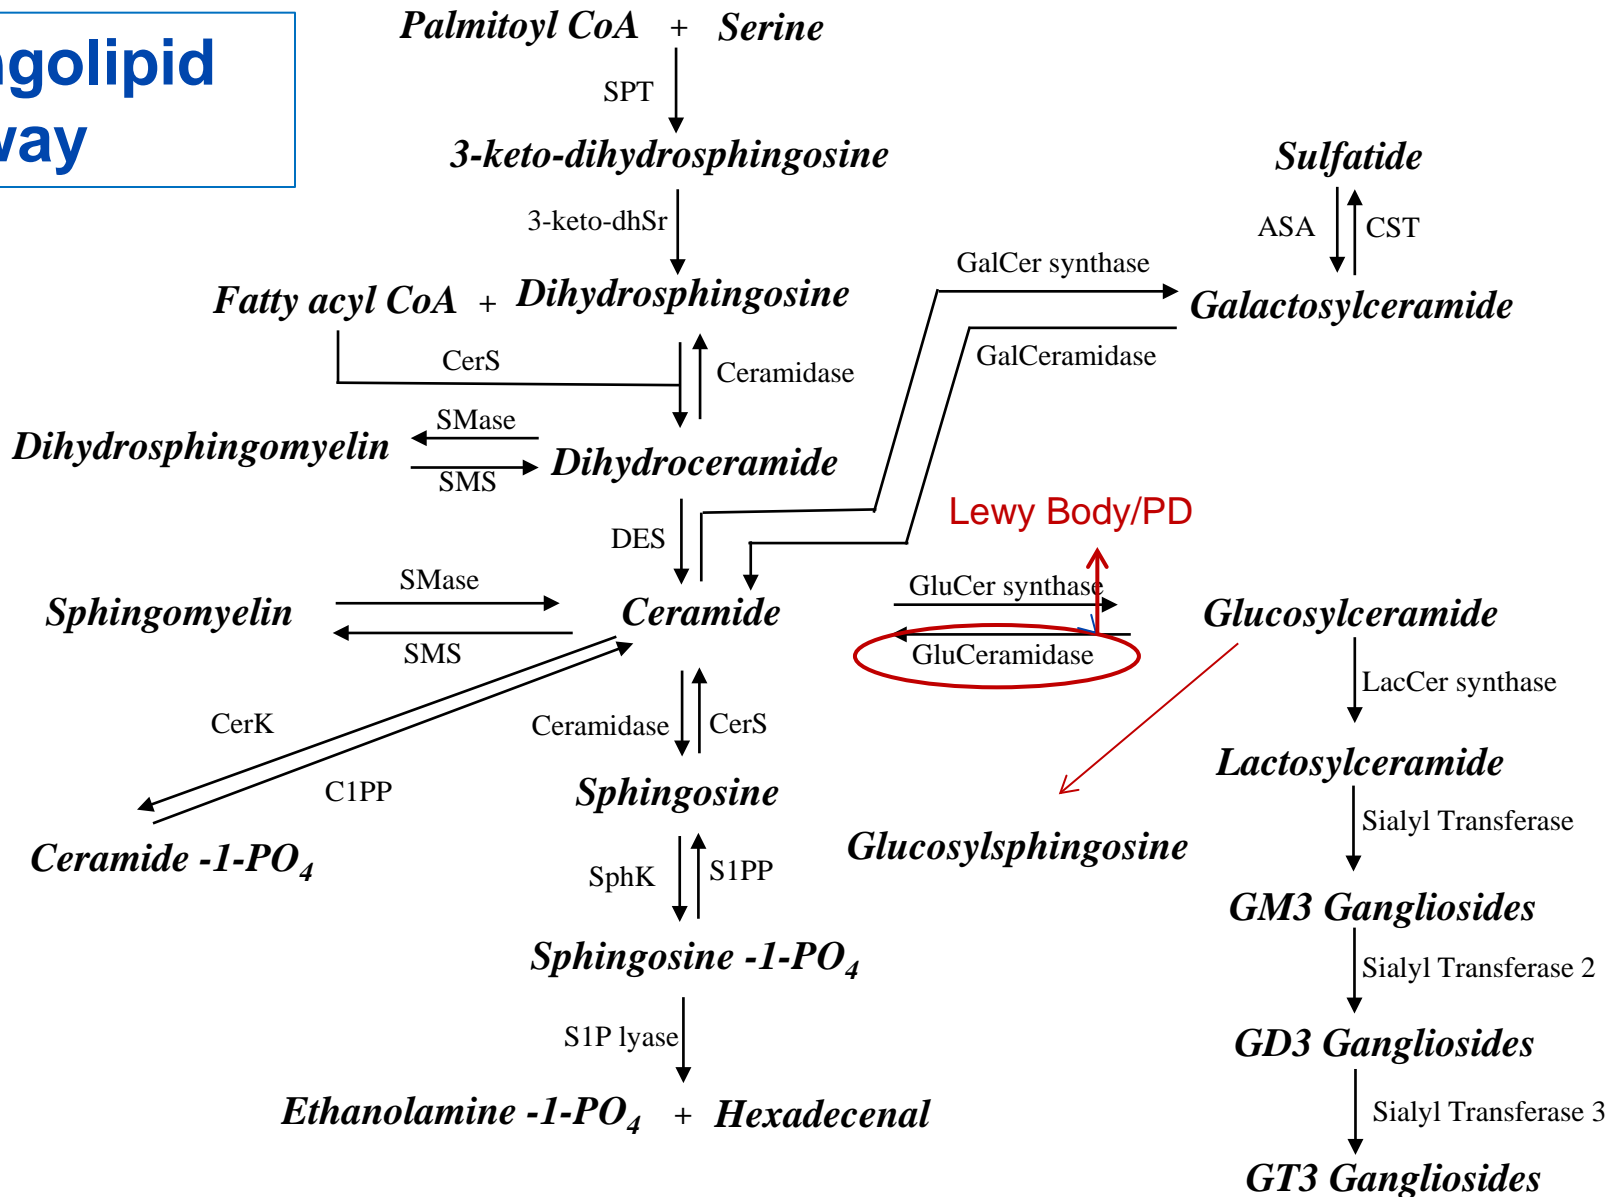 ngolipid
way
Palmitoyl CoA + Serine
SPT
3-keto-dihydrosphingosine
Sulfatide
3-keto-dhSr
ASA CST
GalCer synthase
Fatty acyl CoA + Dihydrosphingosine
Galactosylceramide
CerS
Ceramidase
GalCeramidase
SMase
Dihydrosphingomyelin
Dihydroceramide
SMS
Lewy Body/PD
DES
SMase
GluCer synthase
Sphingomyelin
Ceramide
Glucosylceramide
SMS
GluCeramidase
LacCer synthase
CerK
Ceramidase CerS
Lactosylceramide
C1PP
Sphingosine
Sialyl Transferase
Ceramide -1-PO4
Glucosylsphingosine
SphK S1PP
GM3 Gangliosides
Sphingosine -1-PO4
Sialyl Transferase 2
S1P lyase
GD3 Gangliosides
Ethanolamine -1-PO4 + Hexadecenal
Sialyl Transferase 3
GT3 Gangliosides